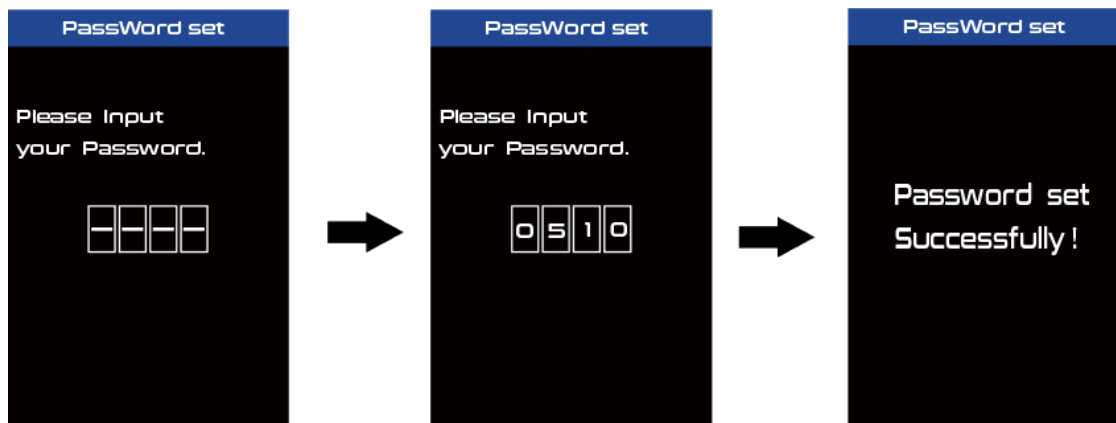 PassWord set
Please Input
your Password.
----
PassWord set
Please Input
your Password.
0510
PassWord set
Password set
Successfully!